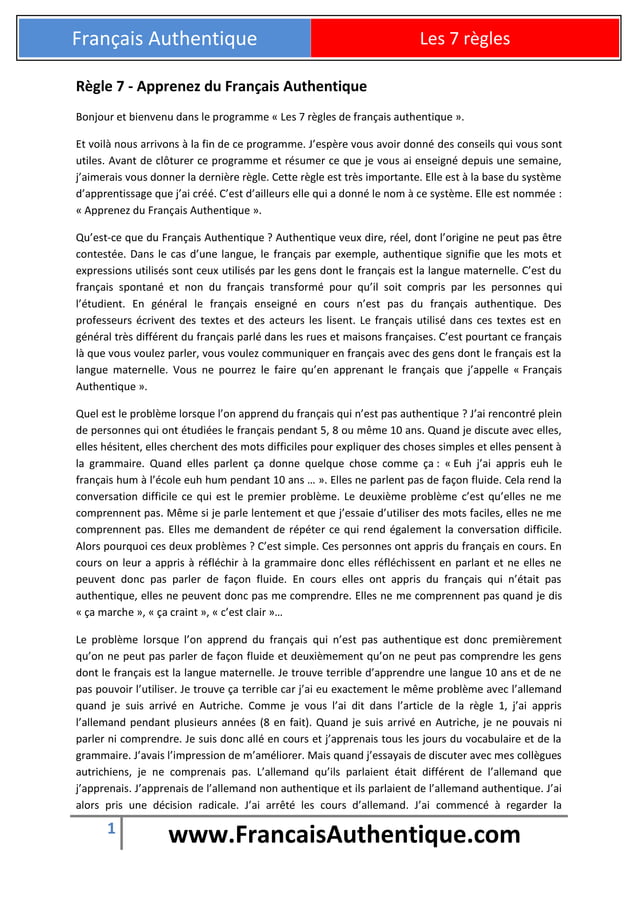 Français Authentique
Les 7 règles
Règle 7 - Apprenez du Français Authentique
Bonjour et bienvenu dans le programme « Les 7 règles de français authentique ».
Et voilà nous arrivons à la fin de ce programme. J’espère vous avoir donné des conseils qui vous sont
utiles. Avant de clôturer ce programme et résumer ce que je vous ai enseigné depuis une semaine,
j’aimerais vous donner la dernière règle. Cette règle est très importante. Elle est à la base du système
d’apprentissage que j’ai créé. C’est d’ailleurs elle qui a donné le nom à ce système. Elle est nommée :
« Apprenez du Français Authentique ».
Qu’est-ce que du Français Authentique ? Authentique veux dire, réel, dont l’origine ne peut pas être
contestée. Dans le cas d’une langue, le français par exemple, authentique signifie que les mots et
expressions utilisés sont ceux utilisés par les gens dont le français est la langue maternelle. C’est du
français spontané et non du français transformé pour qu’il soit compris par les personnes qui
l’étudient. En général le français enseigné en cours n’est pas du français authentique. Des
professeurs écrivent des textes et des acteurs les lisent. Le français utilisé dans ces textes est en
général très différent du français parlé dans les rues et maisons françaises. C’est pourtant ce français
là que vous voulez parler, vous voulez communiquer en français avec des gens dont le français est la
langue maternelle. Vous ne pourrez le faire qu’en apprenant le français que j’appelle « Français
Authentique ».
Quel est le problème lorsque l’on apprend du français qui n’est pas authentique ? J’ai rencontré plein
de personnes qui ont étudiées le français pendant 5, 8 ou même 10 ans. Quand je discute avec elles,
elles hésitent, elles cherchent des mots difficiles pour expliquer des choses simples et elles pensent à
la grammaire. Quand elles parlent ça donne quelque chose comme ça : « Euh j’ai appris euh le
français hum à l’école euh hum pendant 10 ans … ». Elles ne parlent pas de façon fluide. Cela rend la
conversation difficile ce qui est le premier problème. Le deuxième problème c’est qu’elles ne me
comprennent pas. Même si je parle lentement et que j’essaie d’utiliser des mots faciles, elles ne me
comprennent pas. Elles me demandent de répéter ce qui rend également la conversation difficile.
Alors pourquoi ces deux problèmes ? C’est simple. Ces personnes ont appris du français en cours. En
cours on leur a appris à réfléchir à la grammaire donc elles réfléchissent en parlant et ne elles ne
peuvent donc pas parler de façon fluide. En cours elles ont appris du français qui n’était pas
authentique, elles ne peuvent donc pas me comprendre. Elles ne me comprennent pas quand je dis
« ça marche », « ça craint », « c’est clair »…
Le problème lorsque l’on apprend du français qui n’est pas authentique est donc premièrement
qu’on ne peut pas parler de façon fluide et deuxièmement qu’on ne peut pas comprendre les gens
dont le français est la langue maternelle. Je trouve terrible d’apprendre une langue 10 ans et de ne
pas pouvoir l’utiliser. Je trouve ça terrible car j’ai eu exactement le même problème avec l’allemand
quand je suis arrivé en Autriche. Comme je vous l’ai dit dans l’article de la règle 1, j’ai appris
l’allemand pendant plusieurs années (8 en fait). Quand je suis arrivé en Autriche, je ne pouvais ni
parler ni comprendre. Je suis donc allé en cours et j’apprenais tous les jours du vocabulaire et de la
grammaire. J’avais l’impression de m’améliorer. Mais quand j’essayais de discuter avec mes collègues
autrichiens, je ne comprenais pas. L’allemand qu’ils parlaient était différent de l’allemand que
j’apprenais. J’apprenais de l’allemand non authentique et ils parlaient de l’allemand authentique. J’ai
alors pris une décision radicale. J’ai arrêté les cours d’allemand. J’ai commencé à regarder la
1
www.FrancaisAuthentique.com